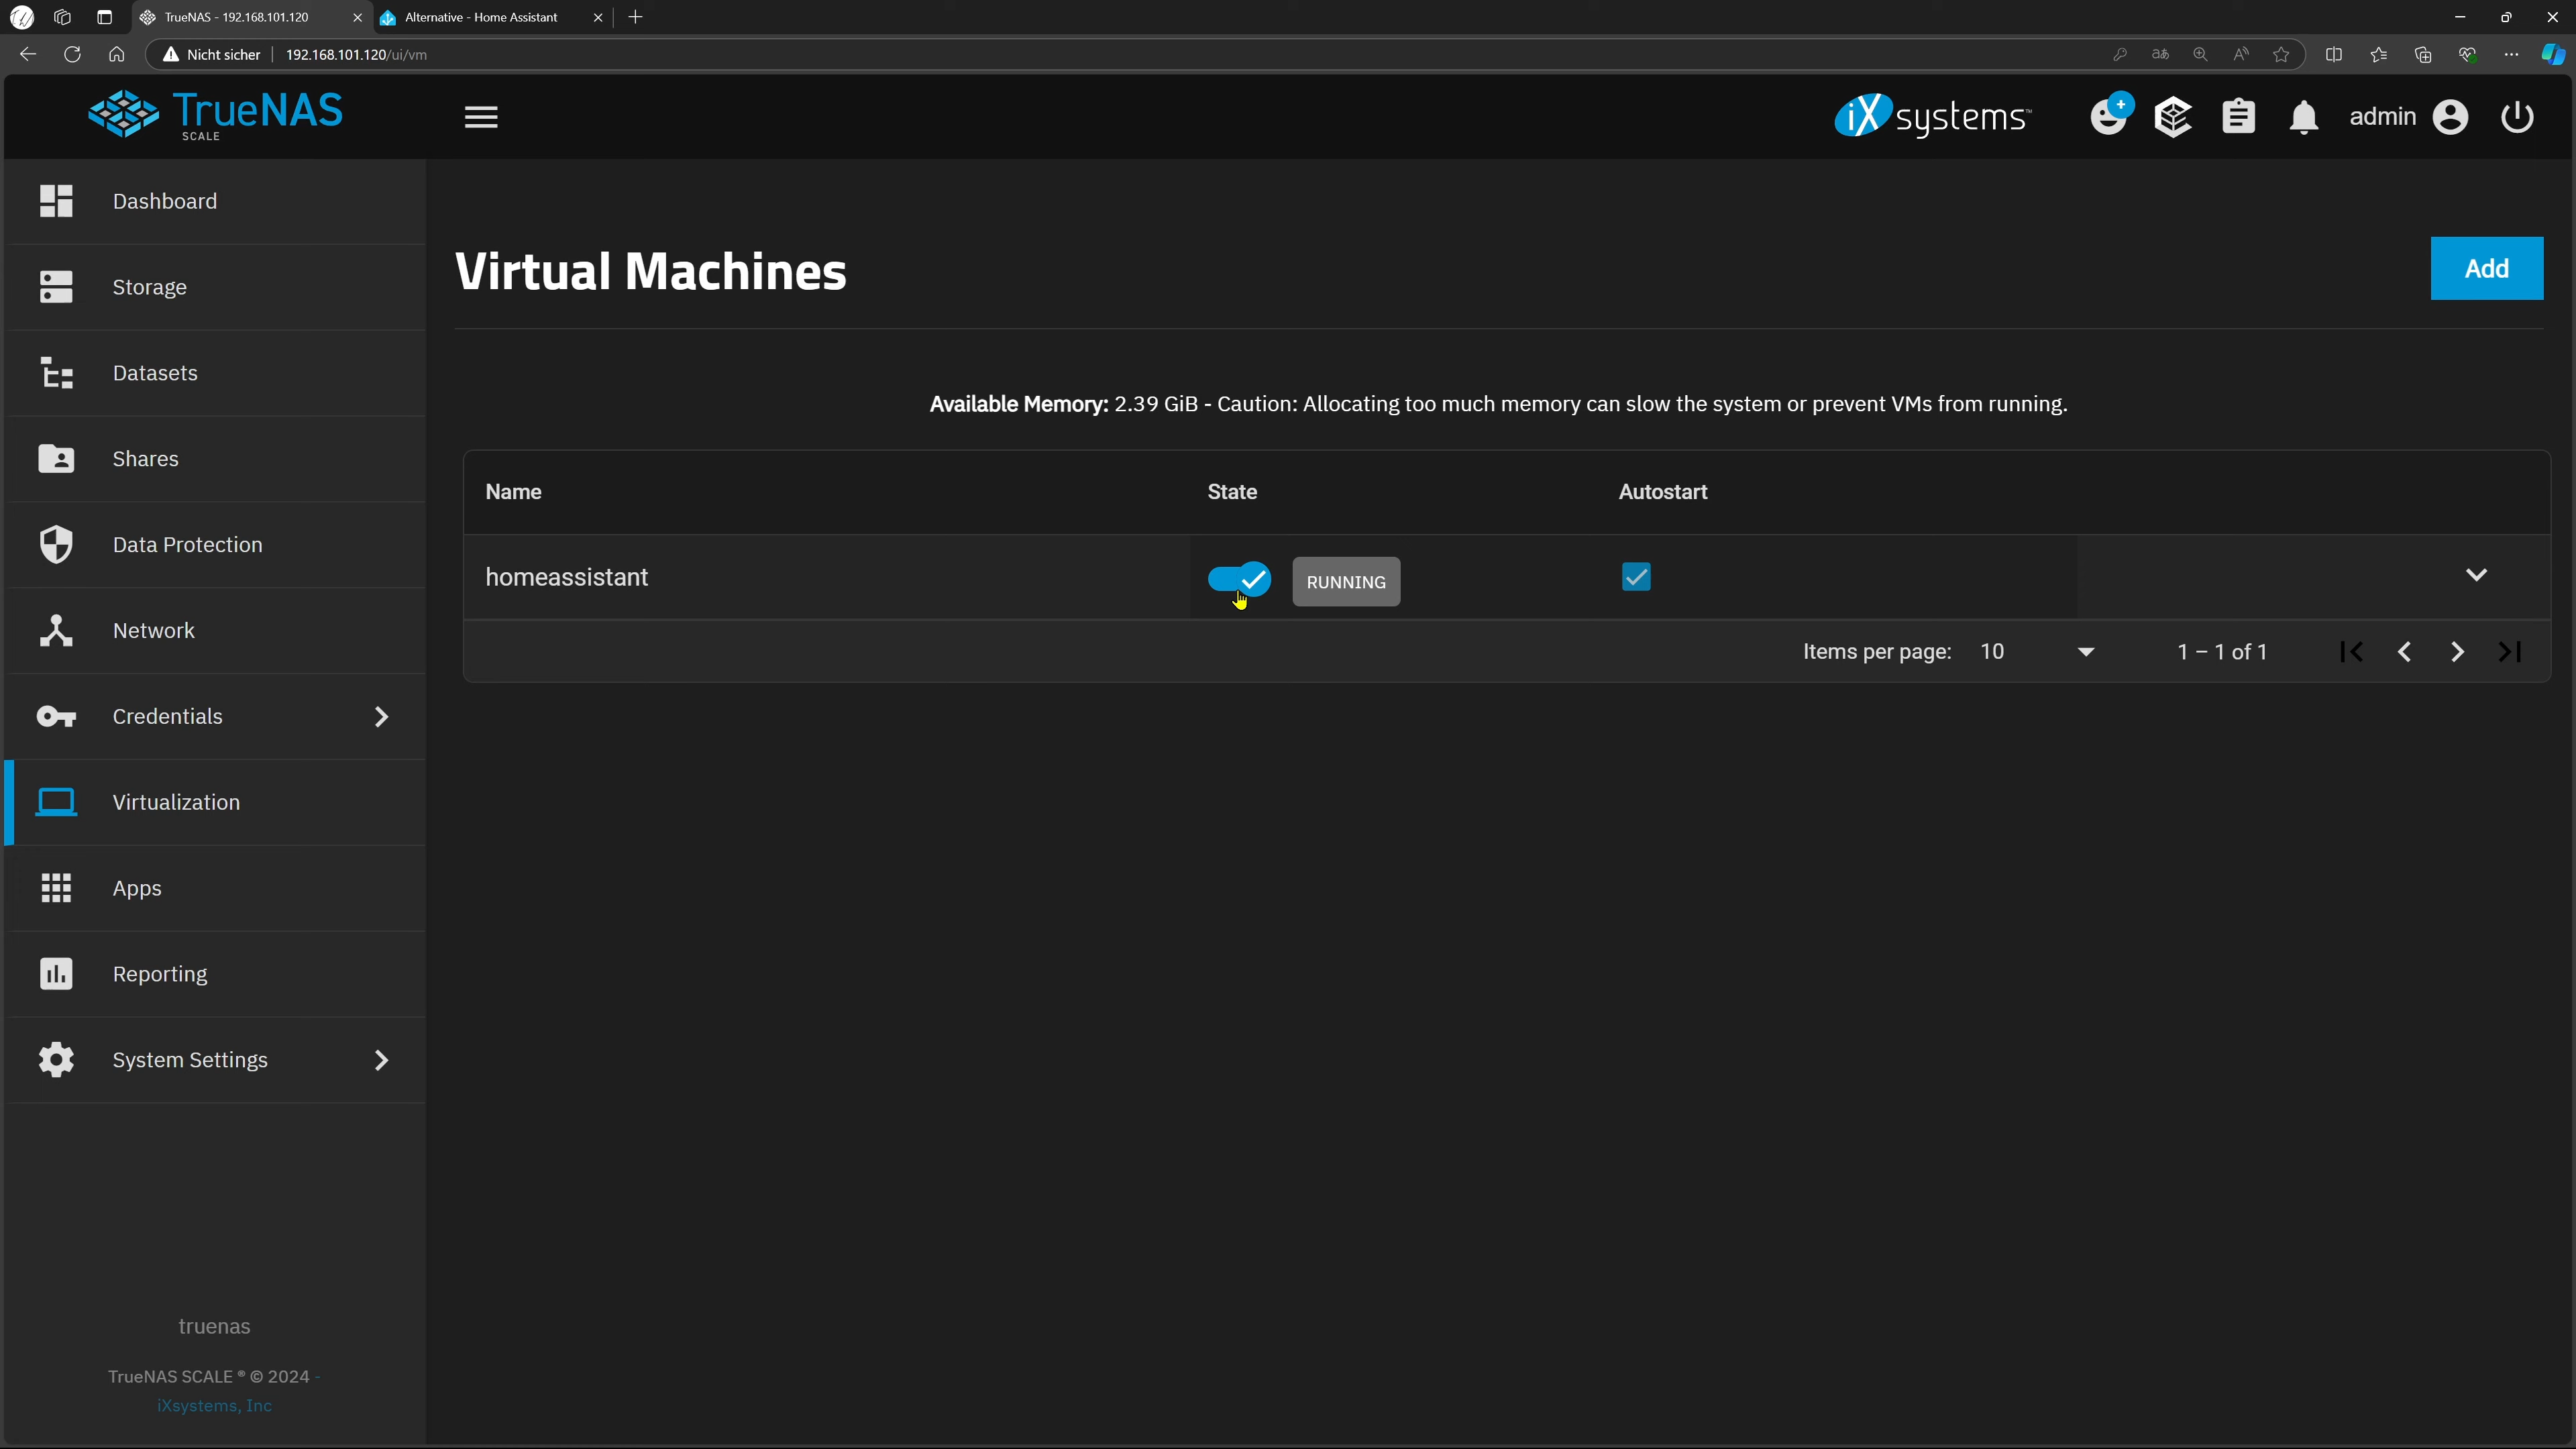 TrueNAS - 192.168.101.120
Alternative - Home Assistant
Nicht sicher 192.168.101.120/ui/vm
TrueNAS
SCALE
iXsystems™
admin
Dashboard
Storage
Datasets
Shares
Data Protection
Network
Credentials
Virtualization
Apps
Reporting
System Settings
truenas
TrueNAS SCALE ® © 2024 -
iXsystems, Inc
Virtual Machines
Add
Available Memory: 2.39 GiB - Caution: Allocating too much memory can slow the system or prevent VMs from running.
Name State Autostart
homeassistant RUNNING
Items per page: 10 1 – 1 of 1